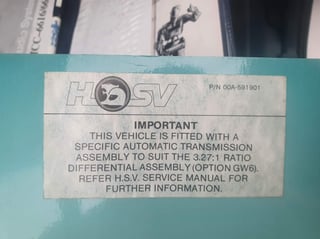 HSV
P/N 00A-591901
IMPORTANT
THIS VEHICLE IS FITTED WITH A
SPECIFIC AUTOMATIC TRANSMISSION
ASSEMBLY TO SUIT THE 3.27:1 RATIO
DIFFERENTIAL ASSEMBLY (OPTION GW6).
REFER H.S.V. SERVICE MANUAL FOR
FURTHER INFORMATION.